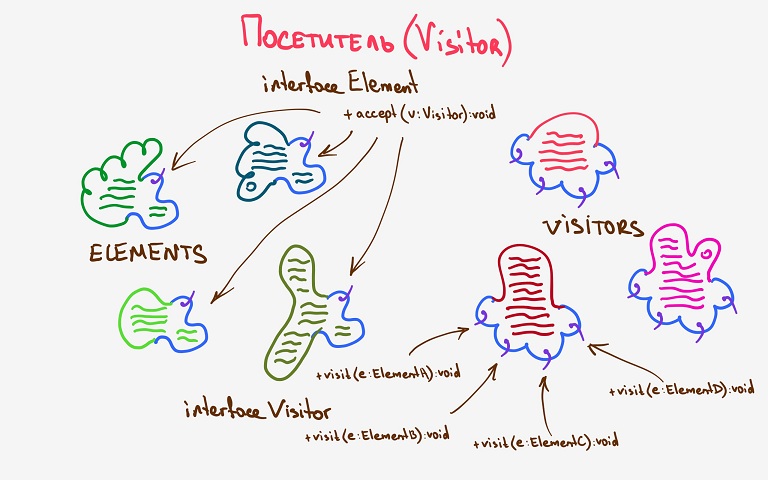 Посетитель (Visitor)
interface Element
+ accept (v: Visitor): void
ELEMENTS
VISITORS
+visit(e:ElementA):void
+visit(e:ElementD):void
interface Visitor
+visit(e:ElementB):void
+visit(e:ElementC):void